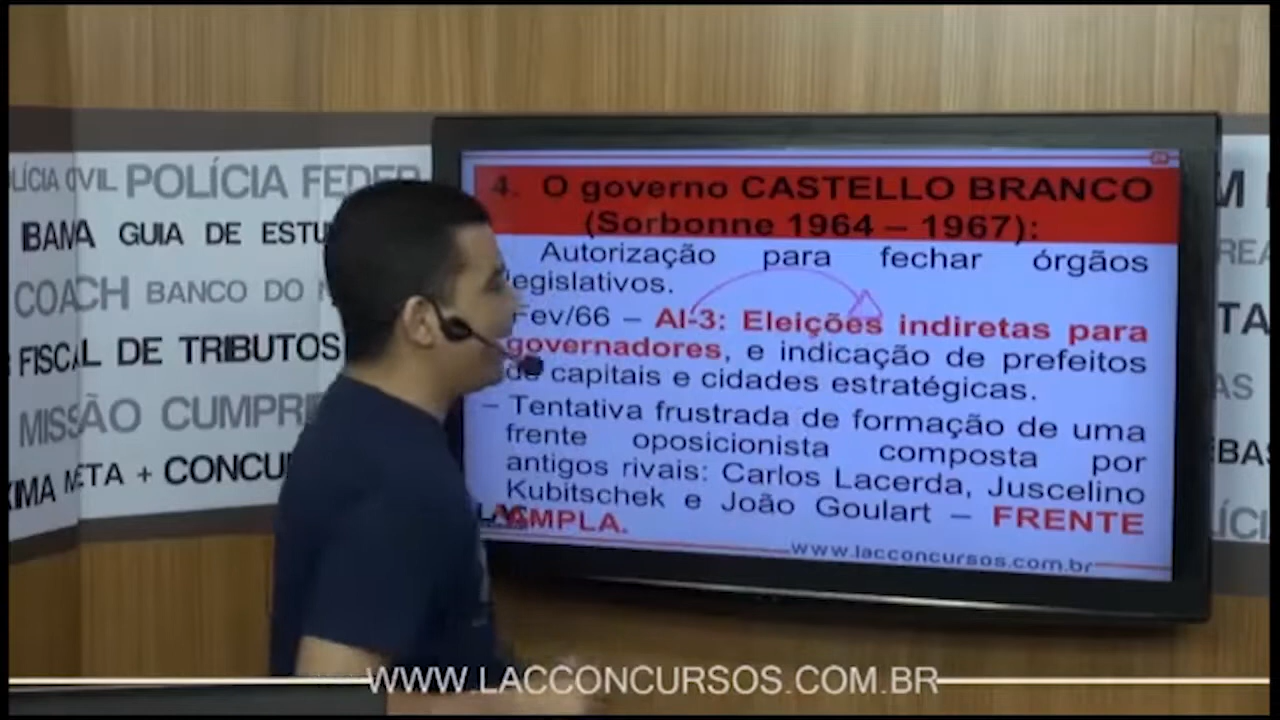 4. O governo CASTELLO BRANCO
(Sorbonne 1964 – 1967):
Autorização para fechar órgãos
legislativos.
Fev/66 – AI-3: Eleições indiretas para
governadores, e indicação de prefeitos
de capitais e cidades estratégicas.
– Tentativa frustrada de formação de uma
frente oposicionista composta por
antigos rivais: Carlos Lacerda, Juscelino
Kubitschek e João Goulart – FRENTE
AMPLA.
www.lacconcursos.com.br
LÍCIA CIVIL POLÍCIA FEDER
IBAMA GUIA DE ESTU
COACH BANCO DO
FISCAL DE TRIBUTOS
MISSÃO CUMPRI
XIMA META + CONCU
WWW.LACCONCURSOS.COM.BR